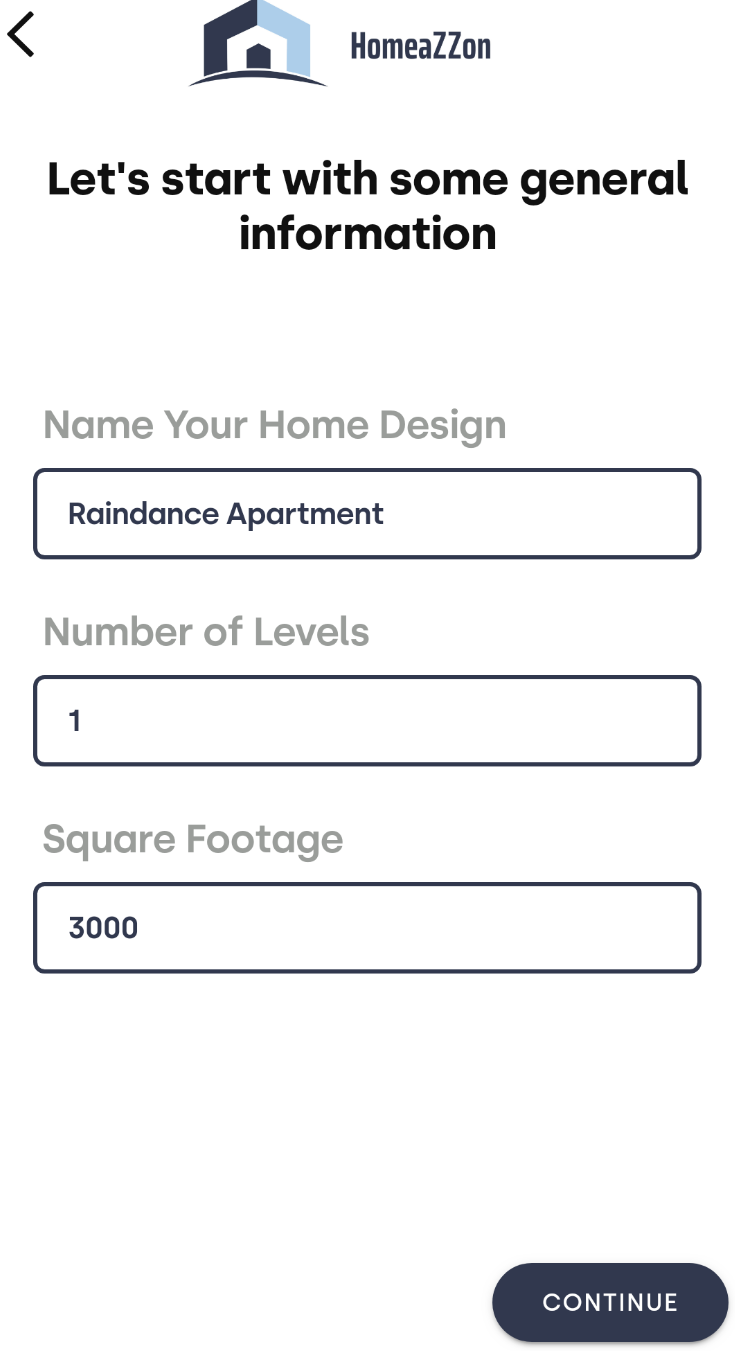 HomeaZZon
Let's start with some general
information
Name Your Home Design
Raindance Apartment
Number of Levels
1
Square Footage
3000
CONTINUE